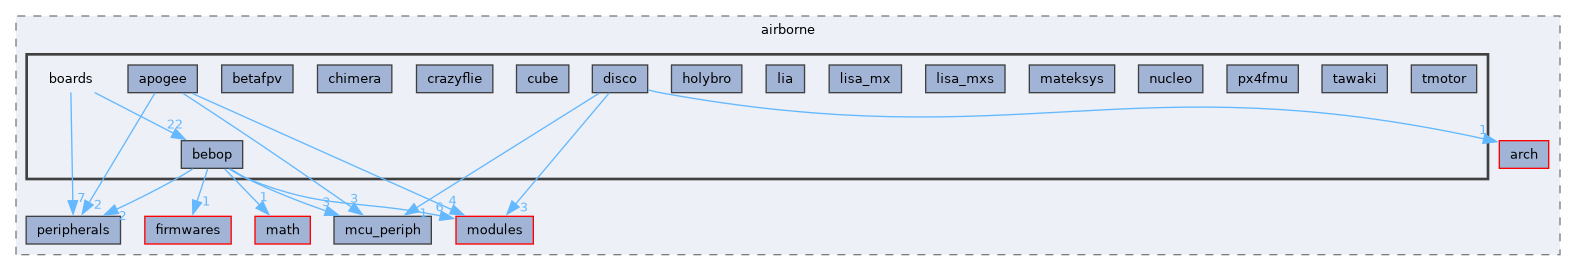 airborne
boards
apogee
betafpv
chimera
crazyflie
cube
disco
holybro
lia
lisa_mx
lisa_mxs
mateksys
nucleo
px4fmu
tawaki
tmotor
22
1
bebop
arch
7
2
2
1
1
3
3
1
6
4
3
peripherals
firmwares
math
mcu_periph
modules